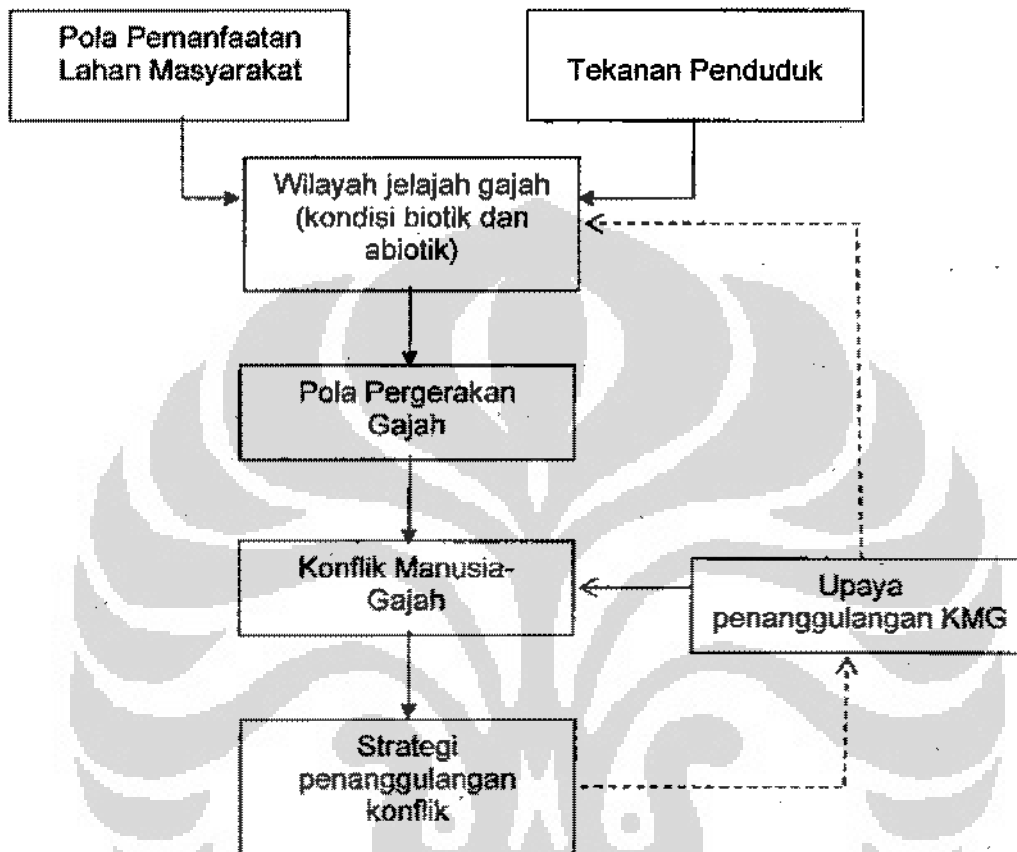 Pola Pemanfaatan
Lahan Masyarakat
Tekanan Penduduk
Wilayah jelajah gajah
(kondisi biotik dan
abiotik)
Pola Pergerakan
Gajah
Konflik Manusia-
Gajah
Upaya
penanggulangan KMG
Strategi
penanggulangan
konflik